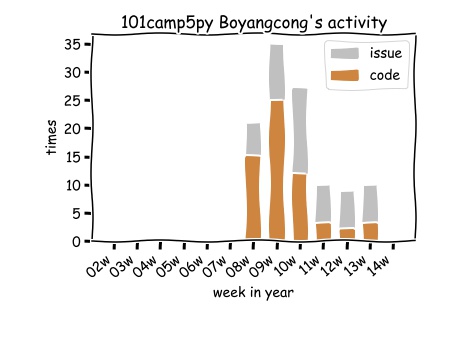 101camp5py Boyangcong's activity
issue
code
times
35
30
25
20
15
10
5
0
02w 03w 04w 05w 06w 07w 08w 09w 10w 11w 12w 13w 14w
week in year